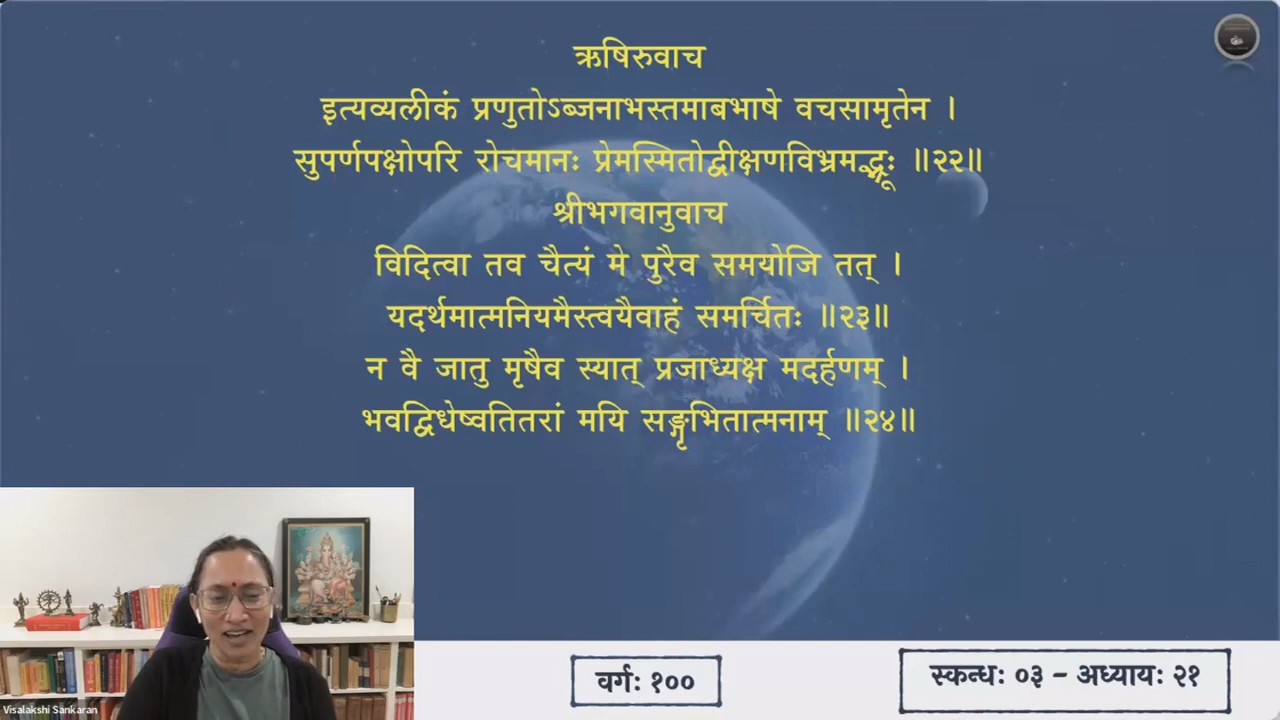 ऋषिरुवाच
इत्यव्यलीकं प्रणुतोऽब्जनाभस्तमाबभाषे वचसामृतेन ।
सुपर्णपक्षोपरि रोचमानः प्रेमस्मितोद्वीक्षणविभ्रमद्भ्रूः ॥२२॥
श्रीभगवानुवाच
विदित्वा तव चैत्यं मे पुरैव समयोजि तत् ।
यदर्थमात्मनियमैस्त्वयैवाहं समर्चितः ॥२३॥
न वै जातु मृषैव स्यात् प्रजाध्यक्ष मदर्हणम् ।
भवद्विधेष्वतितरां मयि सङ्गृभितात्मनाम् ॥२४॥
Visalakshi Sankaran
वर्गः १००
स्कन्धः ०३ - अध्यायः २१